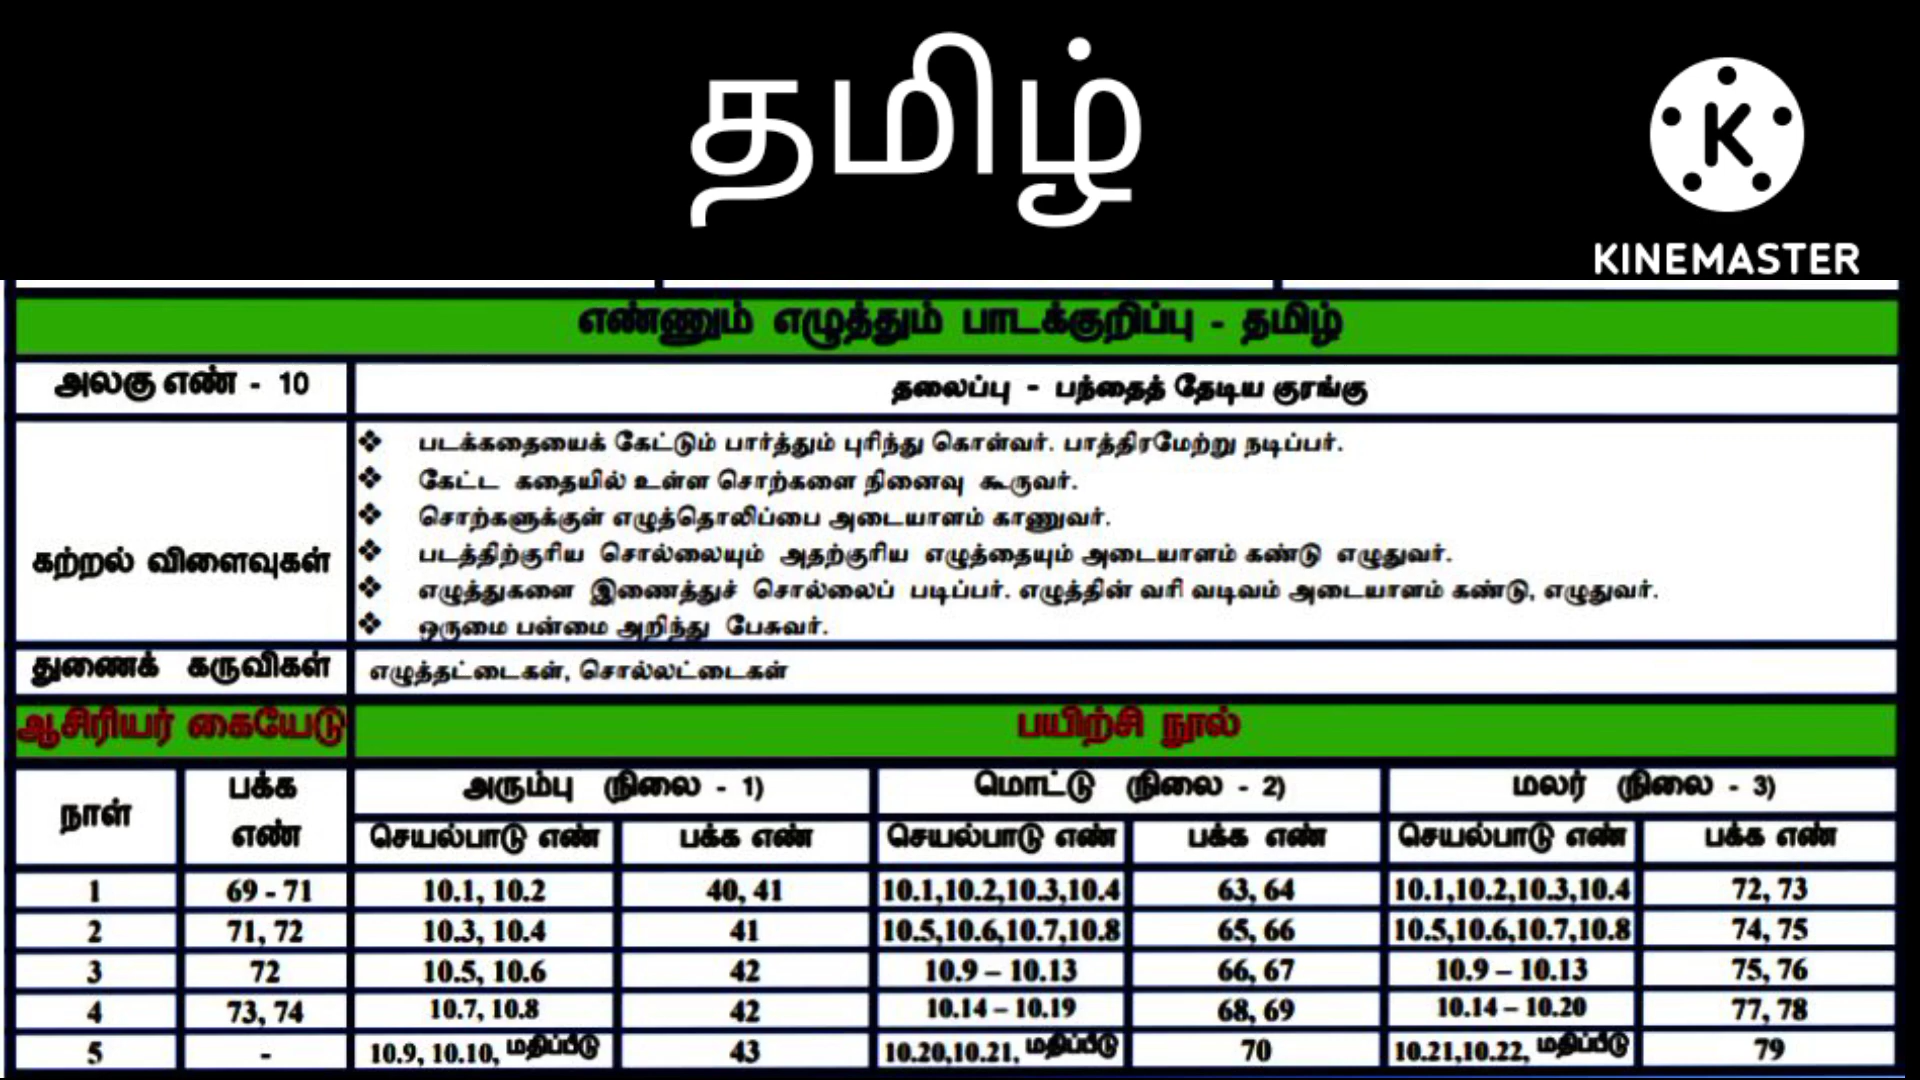 தமிழ்
K
KINEMASTER
எண்ணும் எழுத்தும் பாடக்குறிப்பு - தமிழ்
அலகு எண் - 10 தலைப்பு - பந்தைத் தேடிய குரங்கு
❖ படக்கதையைக் கேட்டும் பார்த்தும் புரிந்து கொள்வர். பாத்திரமேற்று நடிப்பர்.
❖ கேட்ட கதையில் உள்ள சொற்களை நினைவு கூருவர்.
❖ சொற்களுக்குள் எழுத்தொலிப்பை அடையாளம் காணுவர்.
கற்றல் விளைவுகள்
❖ படத்திற்குரிய சொல்லையும் அதற்குரிய எழுத்தையும் அடையாளம் கண்டு எழுதுவர்.
❖ எழுத்துகளை இணைத்துச் சொல்லைப் படிப்பர். எழுத்தின் வரி வடிவம் அடையாளம் கண்டு, எழுதுவர்.
❖ ஒருமை பன்மை அறிந்து பேசுவர்.
துணைக் கருவிகள் எழுத்தட்டைகள், சொல்லட்டைகள்
ஆசிரியர் கையேடு பயிற்சி நூல்
நாள் பக்க எண் அரும்பு (நிலை - 1) மொட்டு (நிலை - 2) மலர் (நிலை - 3)
செயல்பாடு எண் பக்க எண் செயல்பாடு எண் பக்க எண் செயல்பாடு எண் பக்க எண்
1 69 - 71 10.1, 10.2 40, 41 10.1,10.2,10.3,10.4 63, 64 10.1,10.2,10.3,10.4 72, 73
2 71, 72 10.3, 10.4 41 10.5,10.6,10.7,10.8 65, 66 10.5,10.6,10.7,10.8 74, 75
3 72 10.5, 10.6 42 10.9 – 10.13 66, 67 10.9 – 10.13 75, 76
4 73, 74 10.7, 10.8 42 10.14 – 10.19 68, 69 10.14 – 10.20 77, 78
5 - 10.9, 10.10, மதிப்பீடு 43 10.20,10.21, மதிப்பீடு 70 10.21,10.22, மதிப்பீடு 79